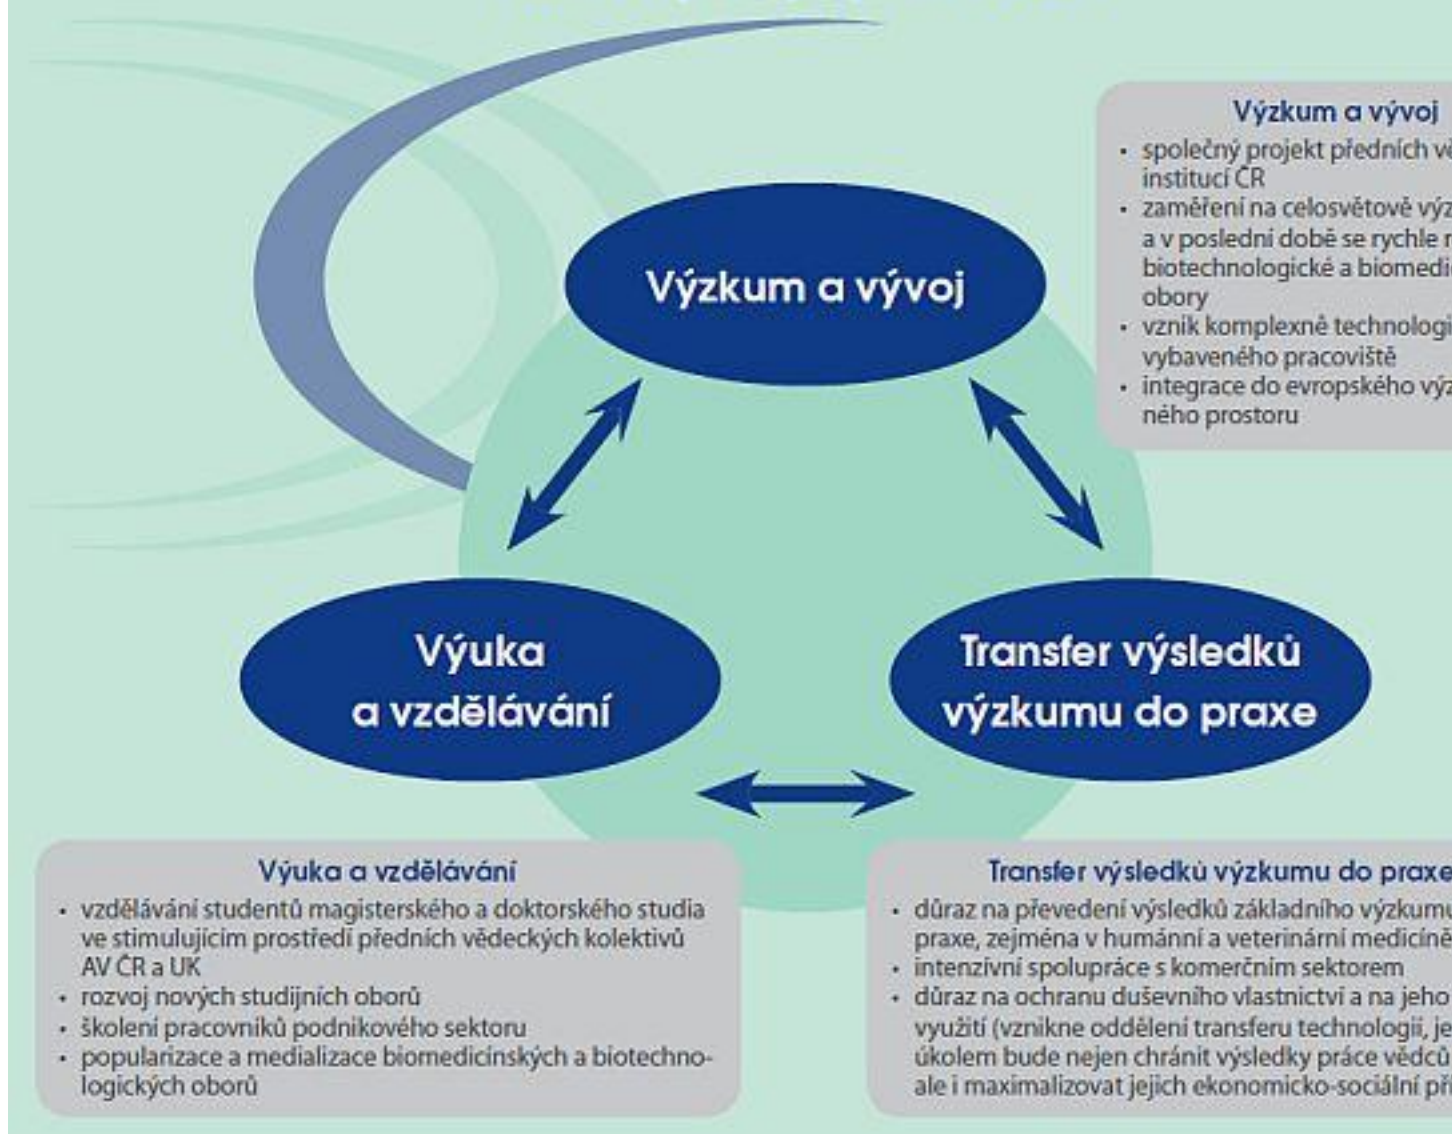 Výzkum a vývoj
• společný projekt předních vě
institucí ČR
• zaměření na celosvětově výz
a v poslední době se rychle r
biotechnologické a biomedi
obory
• vznik komplexně technologi
vybaveného pracoviště
• integrace do evropského výz
ného prostoru
Výzkum a vývoj
Výuka
a vzdělávání
Transfer výsledků
výzkumu do praxe
Výuka a vzdělávání
• vzdělávání studentů magisterského a doktorského studia
ve stimulujícím prostředí předních vědeckých kolektivů
AV ČR a UK
• rozvoj nových studijních oborů
• školení pracovníků podnikového sektoru
• popularizace a medializace biomedicínských a biotechno-
logických oborů
Transfer výsledků výzkumu do praxe
• důraz na převedení výsledků základního výzkumu
praxe, zejména v humánní a veterinární medicíně
• intenzívní spolupráce s komerčním sektorem
• důraz na ochranu duševního vlastnictví a na jeho
využití (vznikne oddělení transferu technologií, je
úkolem bude nejen chránit výsledky práce vědců
ale i maximalizovat jejich ekonomicko-sociální př